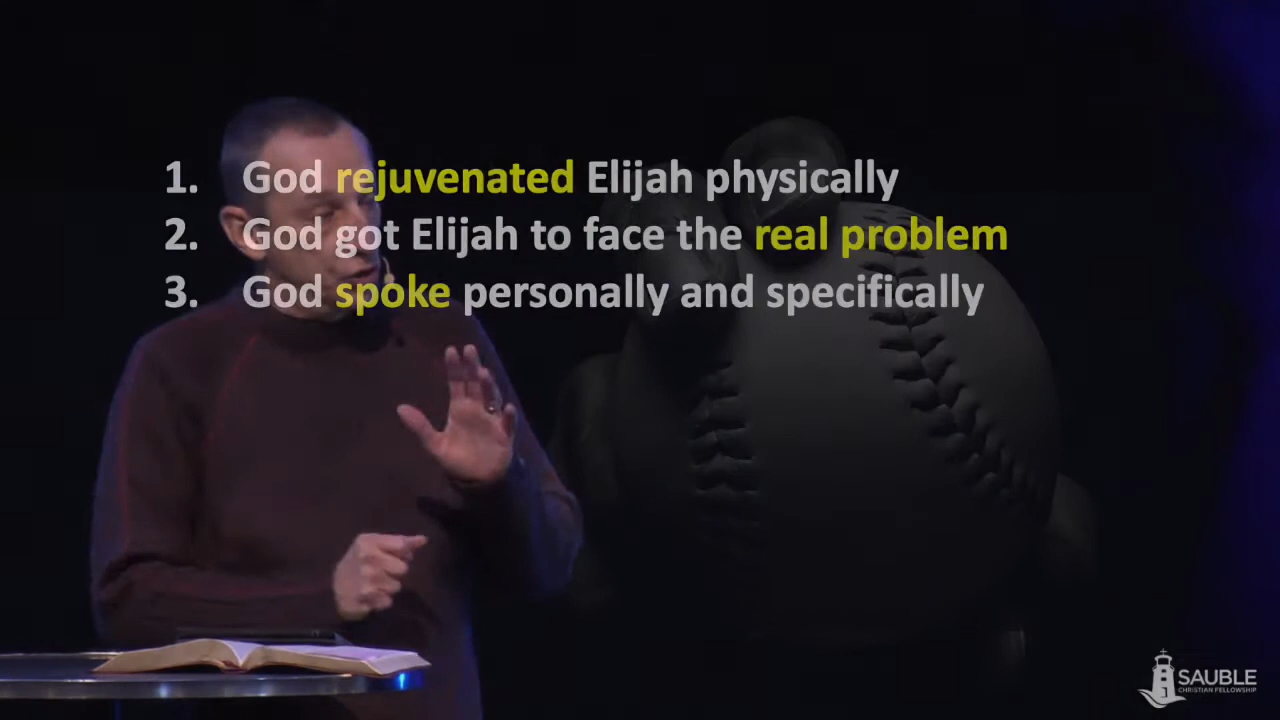 1. God rejuvenated Elijah physically
2. God got Elijah to face the real problem
3. God spoke personally and specifically
SAUBLE
CHRISTIAN FELLOWSHIP